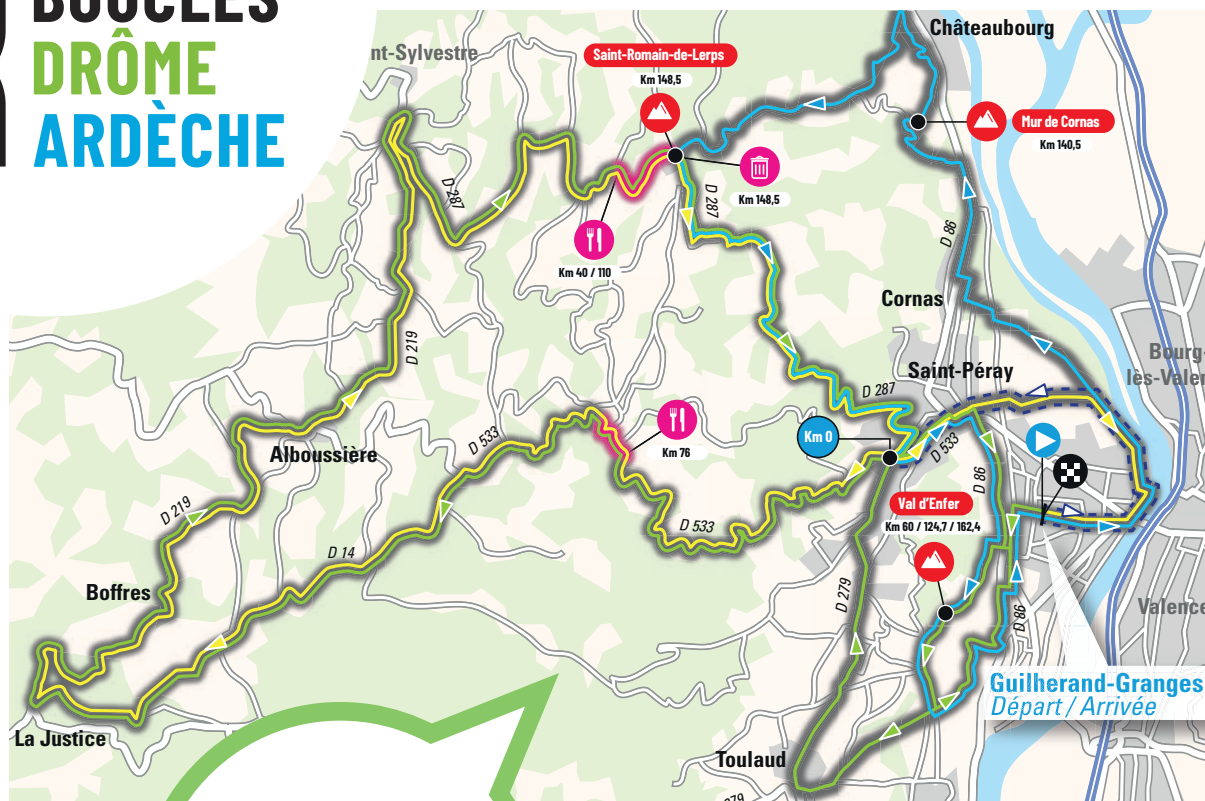 BOUCLES
DRÔME
ARDÈCHE
Châteaubourg
nt-Sylvestre
Saint-Romain-de-Lerps
Km 148,5
Mur de Cornas
Km 140,5
D 287
D 287
Km 148,5
Km 40 / 110
D 86
Cornas
D 219
Bourg-
lès-Valen
Saint-Péray
D 287
Km 76
Km 0
D 533
D 533
Alboussière
D 86
Val d'Enfer
Km 60 / 124,7 / 162,4
D 219
D 533
D 14
Boffres
D 279
D 86
Valence
Guilherand-Granges
Départ / Arrivée
La Justice
Toulaud
279